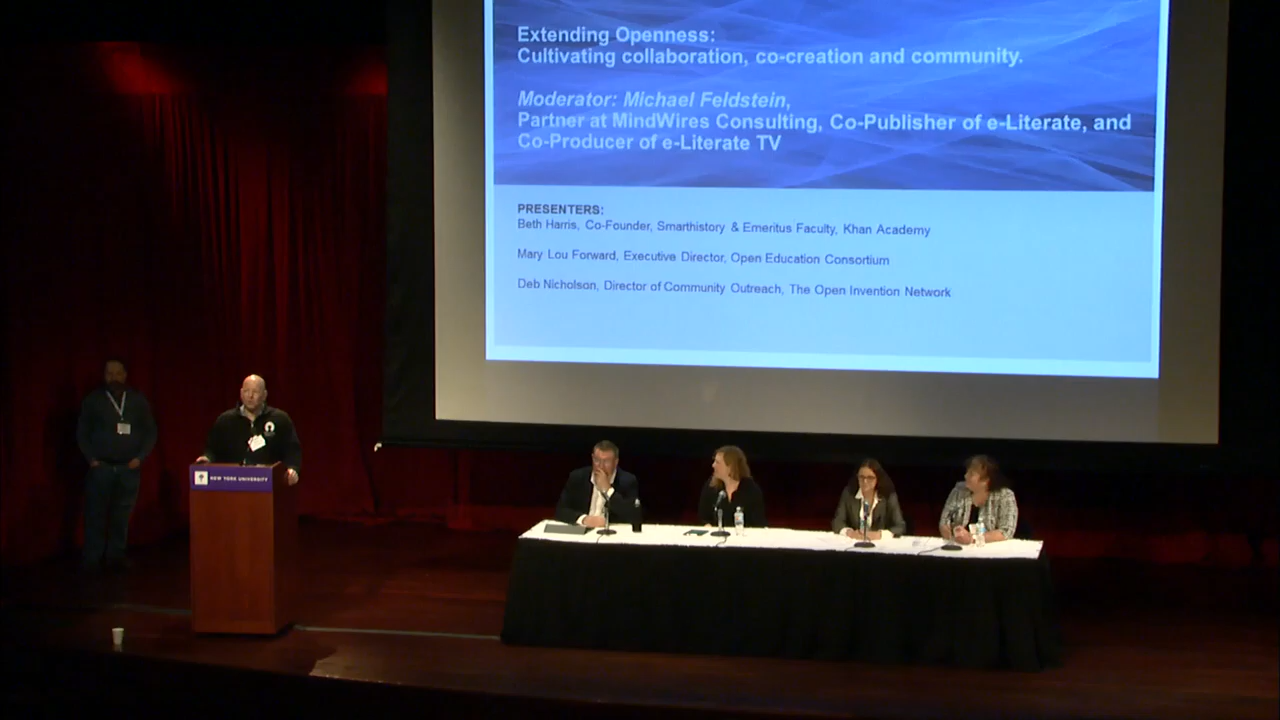 Extending Openness:
Cultivating collaboration, co-creation and community.
Moderator: Michael Feldstein,
Partner at MindWires Consulting, Co-Publisher of e-Literate, and
Co-Producer of e-Literate TV
PRESENTERS:
Beth Harris, Co-Founder, Smarthistory & Emeritus Faculty, Khan Academy
Mary Lou Forward, Executive Director, Open Education Consortium
Deb Nicholson, Director of Community Outreach, The Open Invention Network
NEW YORK UNIVERSITY